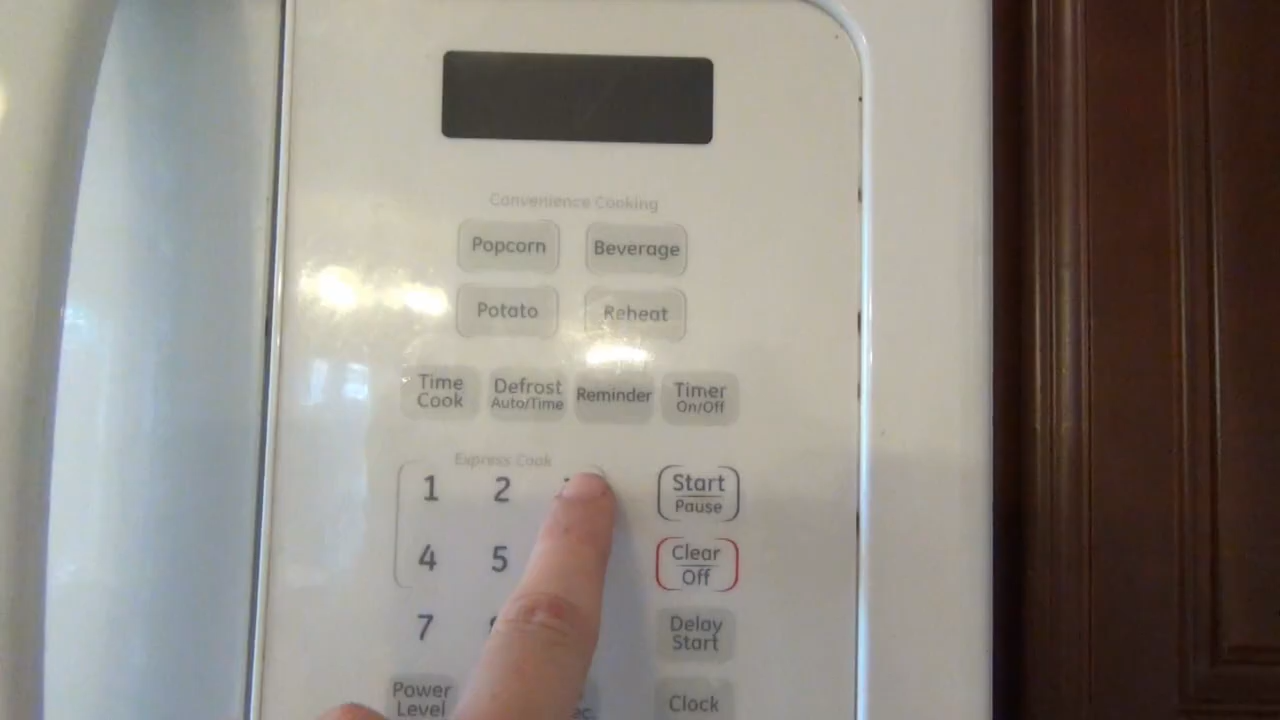 Convenience Cooking
Popcorn Beverage
Potato Reheat
Time Cook
Defrost Auto/Time
Reminder
Timer On/Off
Express Cook
1 2
Start Pause
4 5
Clear Off
7
Delay Start
Power Level
Clock